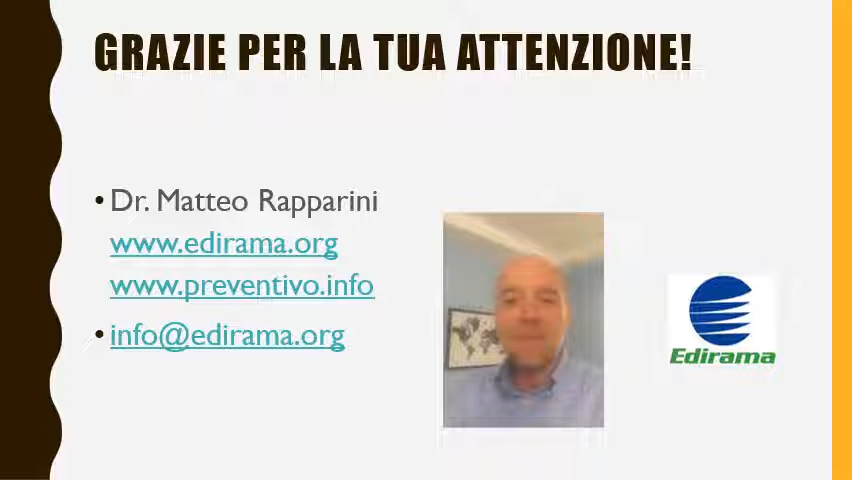 GRAZIE PER LA TUA ATTENZIONE!
• Dr. Matteo Rapparini
www.edirama.org
www.preventivo.info
• info@edirama.org
Edirama